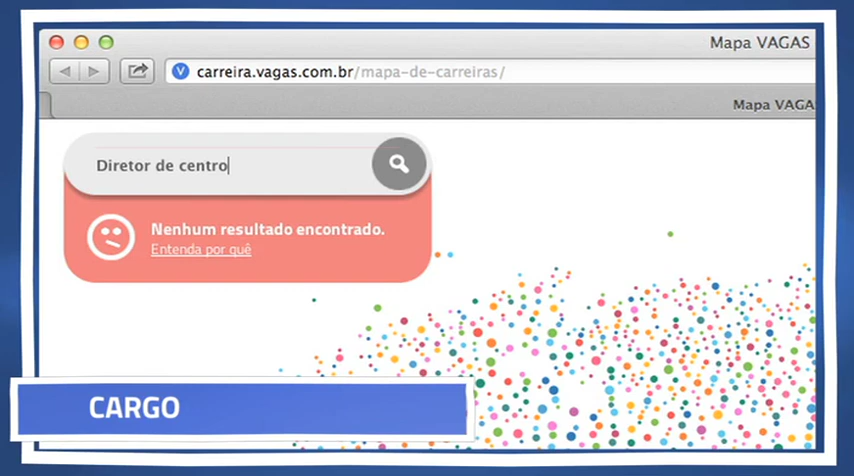 Mapa VAGAS
V carreira.vagas.com.br/mapa-de-carreiras/
Mapa VAGA
Diretor de centro
Nenhum resultado encontrado.
Entenda por quê
CARGO